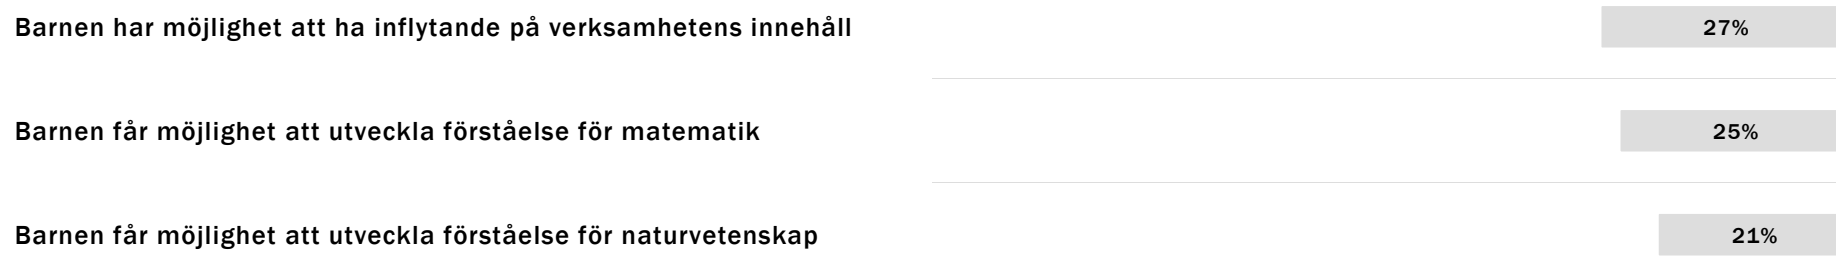 Barnen har möjlighet att ha inflytande på verksamhetens innehåll 27%
Barnen får möjlighet att utveckla förståelse för matematik 25%
Barnen får möjlighet att utveckla förståelse för naturvetenskap 21%